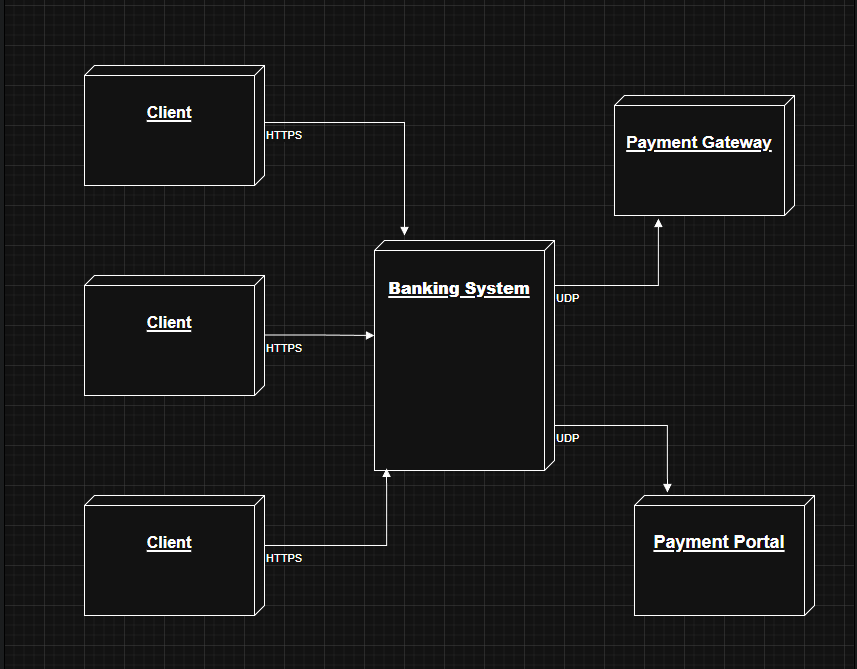 Client
HTTPS
Payment Gateway
Client
HTTPS
Banking System
UDP
UDP
Client
HTTPS
Payment Portal